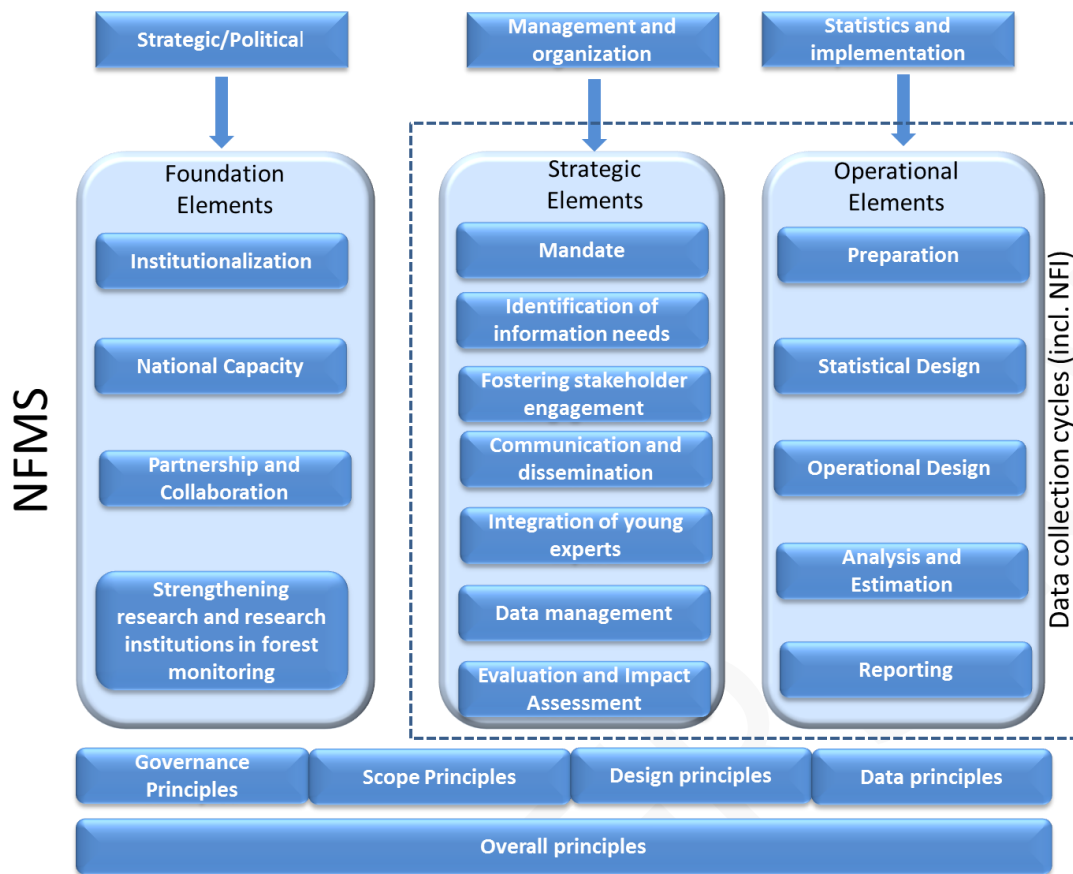 Strategic/Political
Management and
organization
Statistics and
implementation
NFMS
Foundation
Elements
Institutionalization
National Capacity
Partnership and
Collaboration
Strengthening
research and research
institutions in forest
monitoring
Strategic
Elements
Mandate
Identification of
information needs
Fostering stakeholder
engagement
Communication and
dissemination
Integration of young
experts
Data management
Evaluation and Impact
Assessment
Operational
Elements
Preparation
Statistical Design
Operational Design
Analysis and
Estimation
Reporting
Data collection cycles (incl. NFI)
Governance
Principles
Scope Principles
Design principles
Data principles
Overall principles